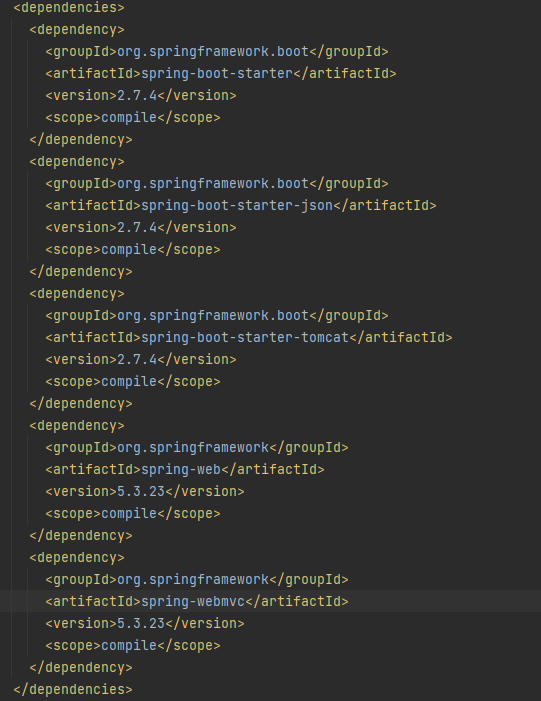 <dependencies>
<dependency>
<groupId>org.springframework.boot</groupId>
<artifactId>spring-boot-starter</artifactId>
<version>2.7.4</version>
<scope>compile</scope>
</dependency>
<dependency>
<groupId>org.springframework.boot</groupId>
<artifactId>spring-boot-starter-json</artifactId>
<version>2.7.4</version>
<scope>compile</scope>
</dependency>
<dependency>
<groupId>org.springframework.boot</groupId>
<artifactId>spring-boot-starter-tomcat</artifactId>
<version>2.7.4</version>
<scope>compile</scope>
</dependency>
<dependency>
<groupId>org.springframework</groupId>
<artifactId>spring-web</artifactId>
<version>5.3.23</version>
<scope>compile</scope>
</dependency>
<dependency>
<groupId>org.springframework</groupId>
<artifactId>spring-webmvc</artifactId>
<version>5.3.23</version>
<scope>compile</scope>
</dependency>
</dependencies>